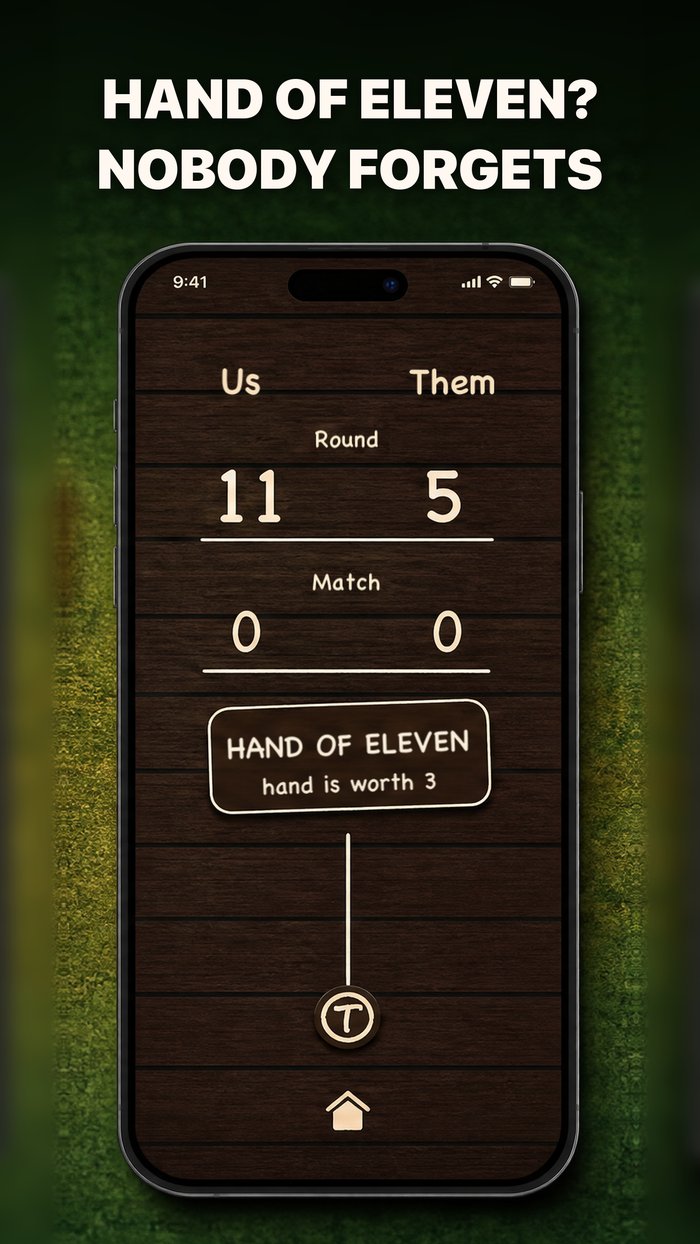 HAND OF ELEVEN?
NOBODY FORGETS
9:41
Us Them
Round
11 5
Match
0 0
HAND OF ELEVEN
hand is worth 3
T